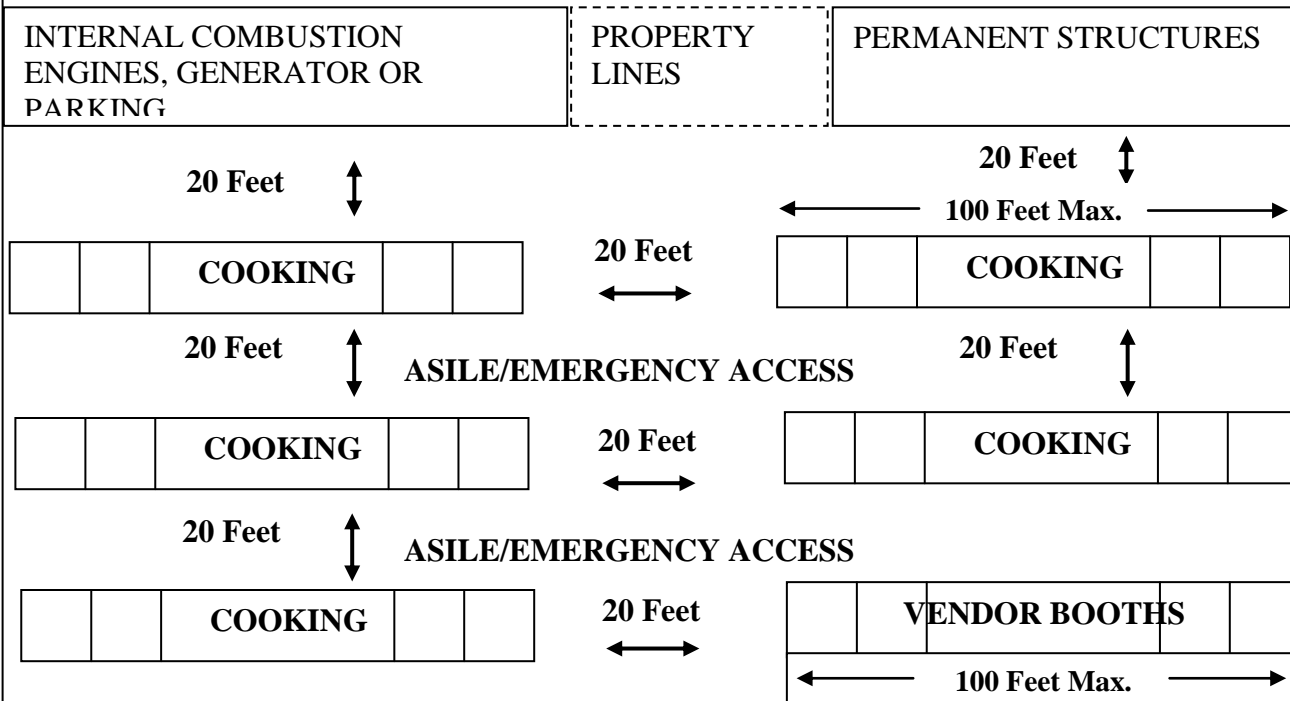 INTERNAL COMBUSTION
ENGINES, GENERATOR OR
PARKING
PROPERTY
LINES
PERMANENT STRUCTURES
20 Feet
20 Feet
100 Feet Max.
COOKING
20 Feet
COOKING
20 Feet
20 Feet
ASILE/EMERGENCY ACCESS
COOKING
20 Feet
COOKING
20 Feet
ASILE/EMERGENCY ACCESS
COOKING
20 Feet
VENDOR BOOTHS
100 Feet Max.